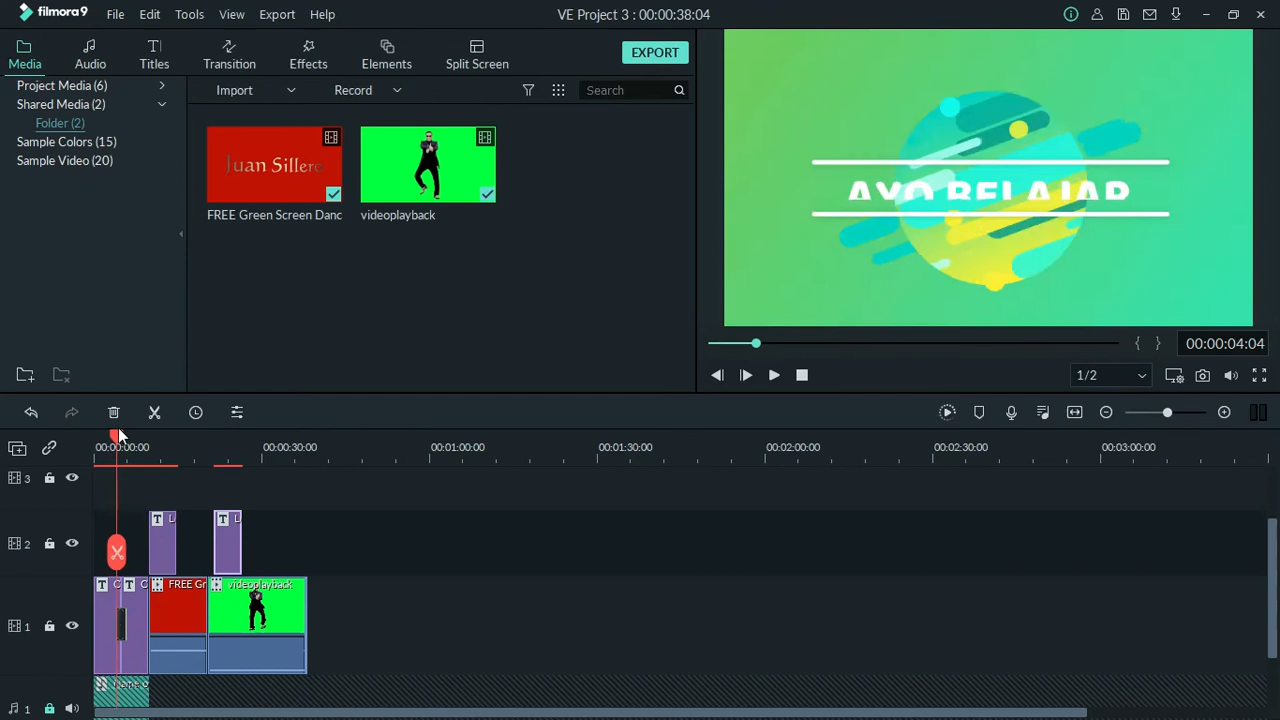 filmora9 File Edit Tools View Export Help VE Project 3 : 00:00:38:04
Media Audio Titles Transition Effects Elements Split Screen EXPORT
Project Media (6)
Shared Media (2)
Folder (2)
Sample Colors (15)
Sample Video (20)
Import Record Search
Juan Sillero
FREE Green Screen Danc videoplayback
AYO BELAJAR
{ } 00:00:04:04
1/2
00:00:00:00 00:00:30:00 00:01:00:00 00:01:30:00 00:02:00:00 00:02:30:00 00:03:00:00
3
2 T L T L
T C T C FREE Gr videoplayback
1
1